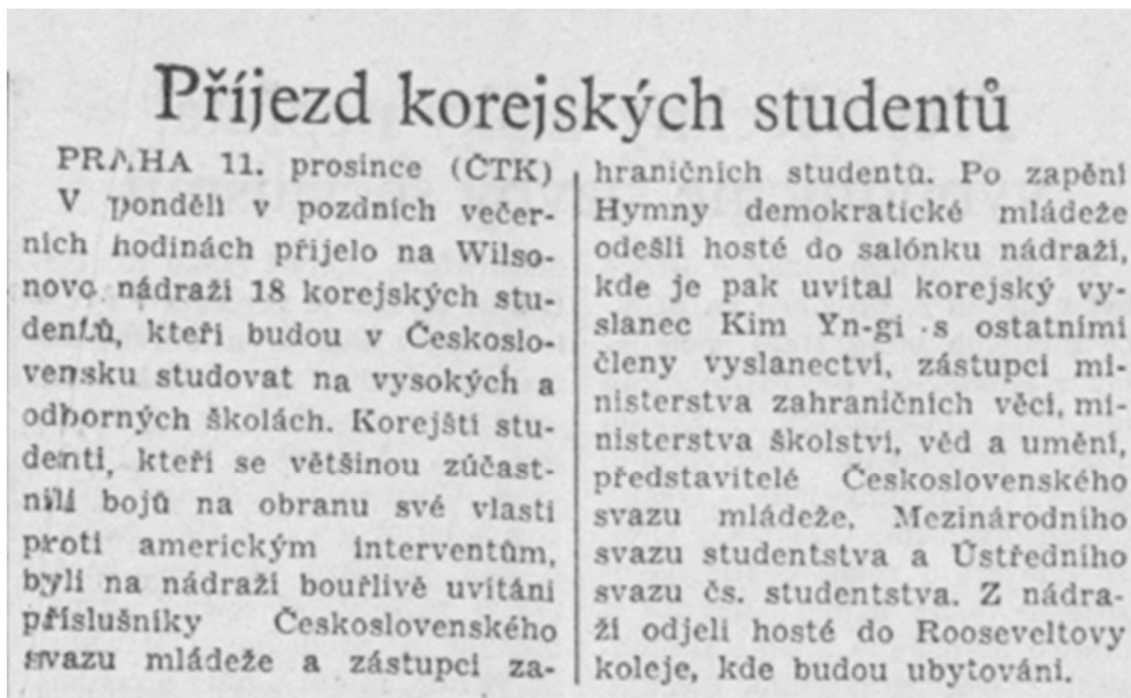 Příjezd korejských studentů
PRAHA 11. prosince (ČTK)
V pondělí v pozdních večer-
ních hodinách přijelo na Wilso-
novo nádraží 18 korejských stu-
dentů, kteří budou v Českoslo-
vensku studovat na vysokých a
odborných školách. Korejští stu-
denti, kteří se většinou zúčast-
nili bojů na obranu své vlasti
proti americkým interventům,
byli na nádraží bouřlivě uvítáni
příslušníky Československého
svazu mládeže a zástupci za-
hraničních studentů. Po zapění
Hymny demokratické mládeže
odešli hosté do salónku nádraží,
kde je pak uvítal korejský vy-
slanec Kim Yn-gi s ostatními
členy vyslanectví, zástupci mi-
nisterstva zahraničních věcí, mi-
nisterstva školství, věd a umění,
představitelé Československého
svazu mládeže, Mezinárodního
svazu studentstva a Ústředního
svazu čs. studentstva. Z nádra-
ží odjeli hosté do Rooseveltovy
koleje, kde budou ubytováni.